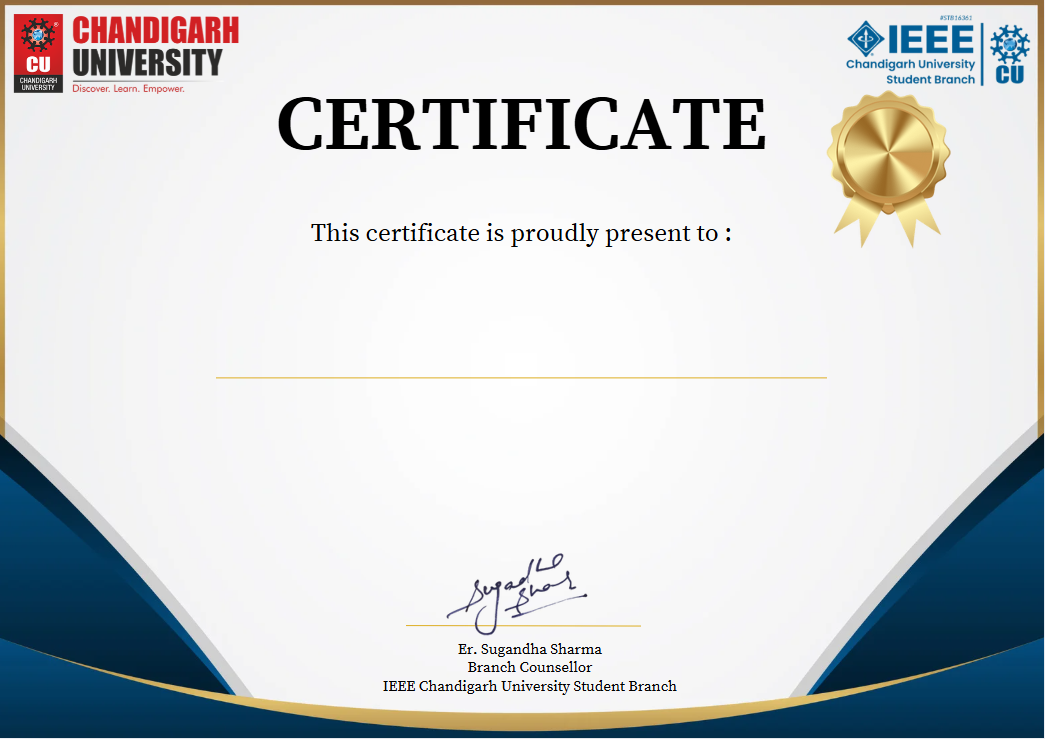 CHANDIGARH
UNIVERSITY
Discover. Learn. Empower.
CU
CHANDIGARH
UNIVERSITY
#STB16361
IEEE
Chandigarh University
Student Branch
CU
CERTIFICATE
This certificate is proudly present to :
Sugandha
Sharma
Er. Sugandha Sharma
Branch Counsellor
IEEE Chandigarh University Student Branch